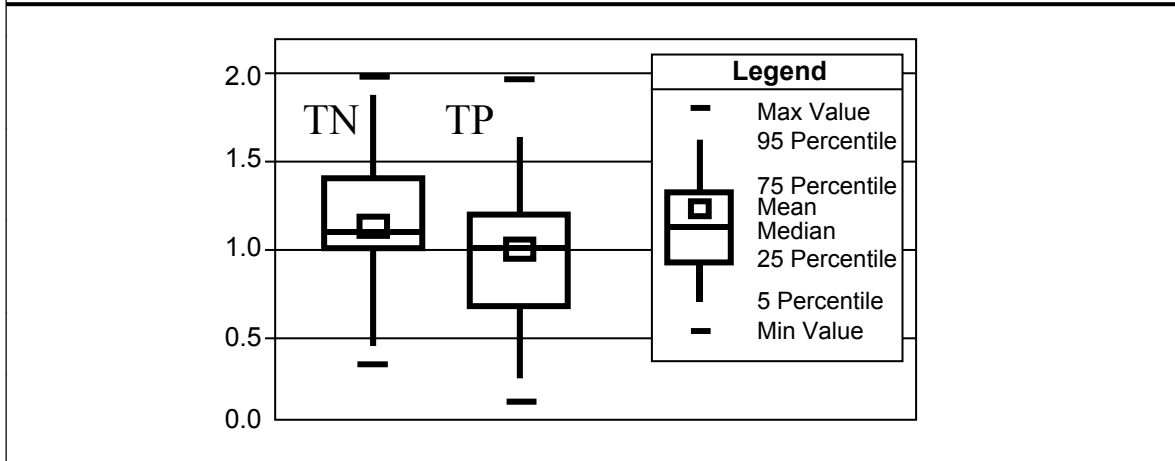 2.0
1.5
1.0
0.5
0.0
TN TP
Legend
Max Value
95 Percentile
75 Percentile
Mean
Median
25 Percentile
5 Percentile
Min Value